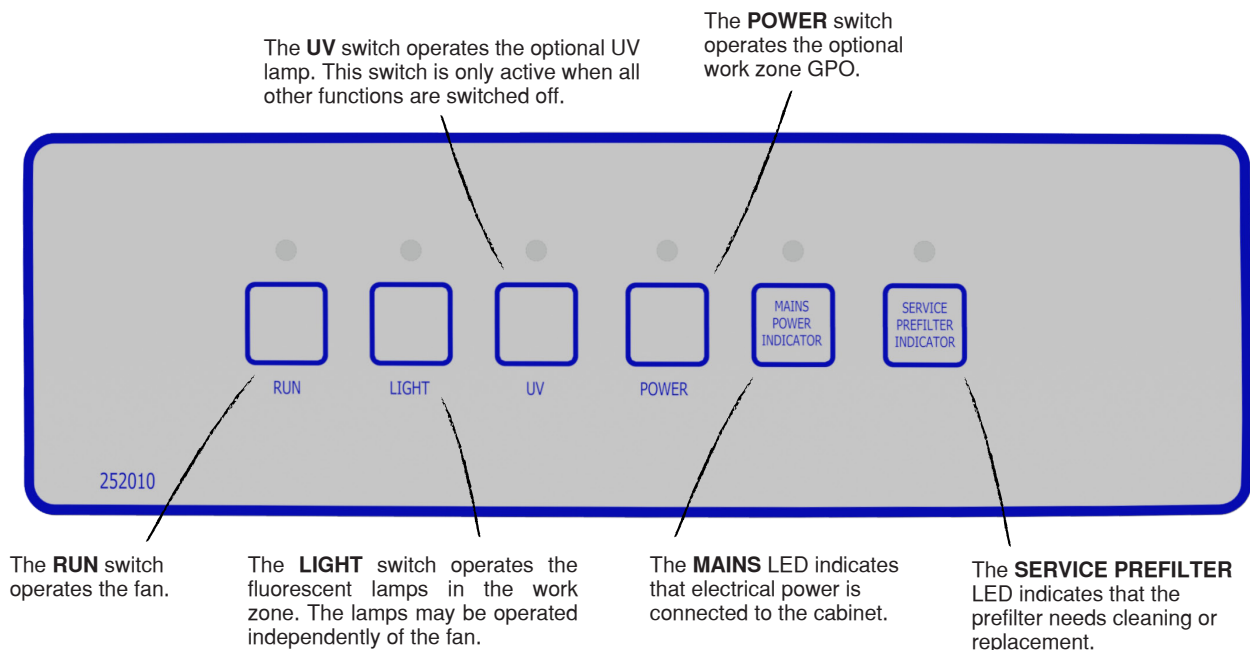 The UV switch operates the optional UV
lamp. This switch is only active when all
other functions are switched off.
The POWER switch
operates the optional
work zone GPO.
MAINS
POWER
INDICATOR
SERVICE
PREFILTER
INDICATOR
RUN
LIGHT
UV
POWER
252010
The RUN switch
operates the fan.
The LIGHT switch operates the
fluorescent lamps in the work
zone. The lamps may be operated
independently of the fan.
The MAINS LED indicates
that electrical power is
connected to the cabinet.
The SERVICE PREFILTER
LED indicates that the
prefilter needs cleaning or
replacement.